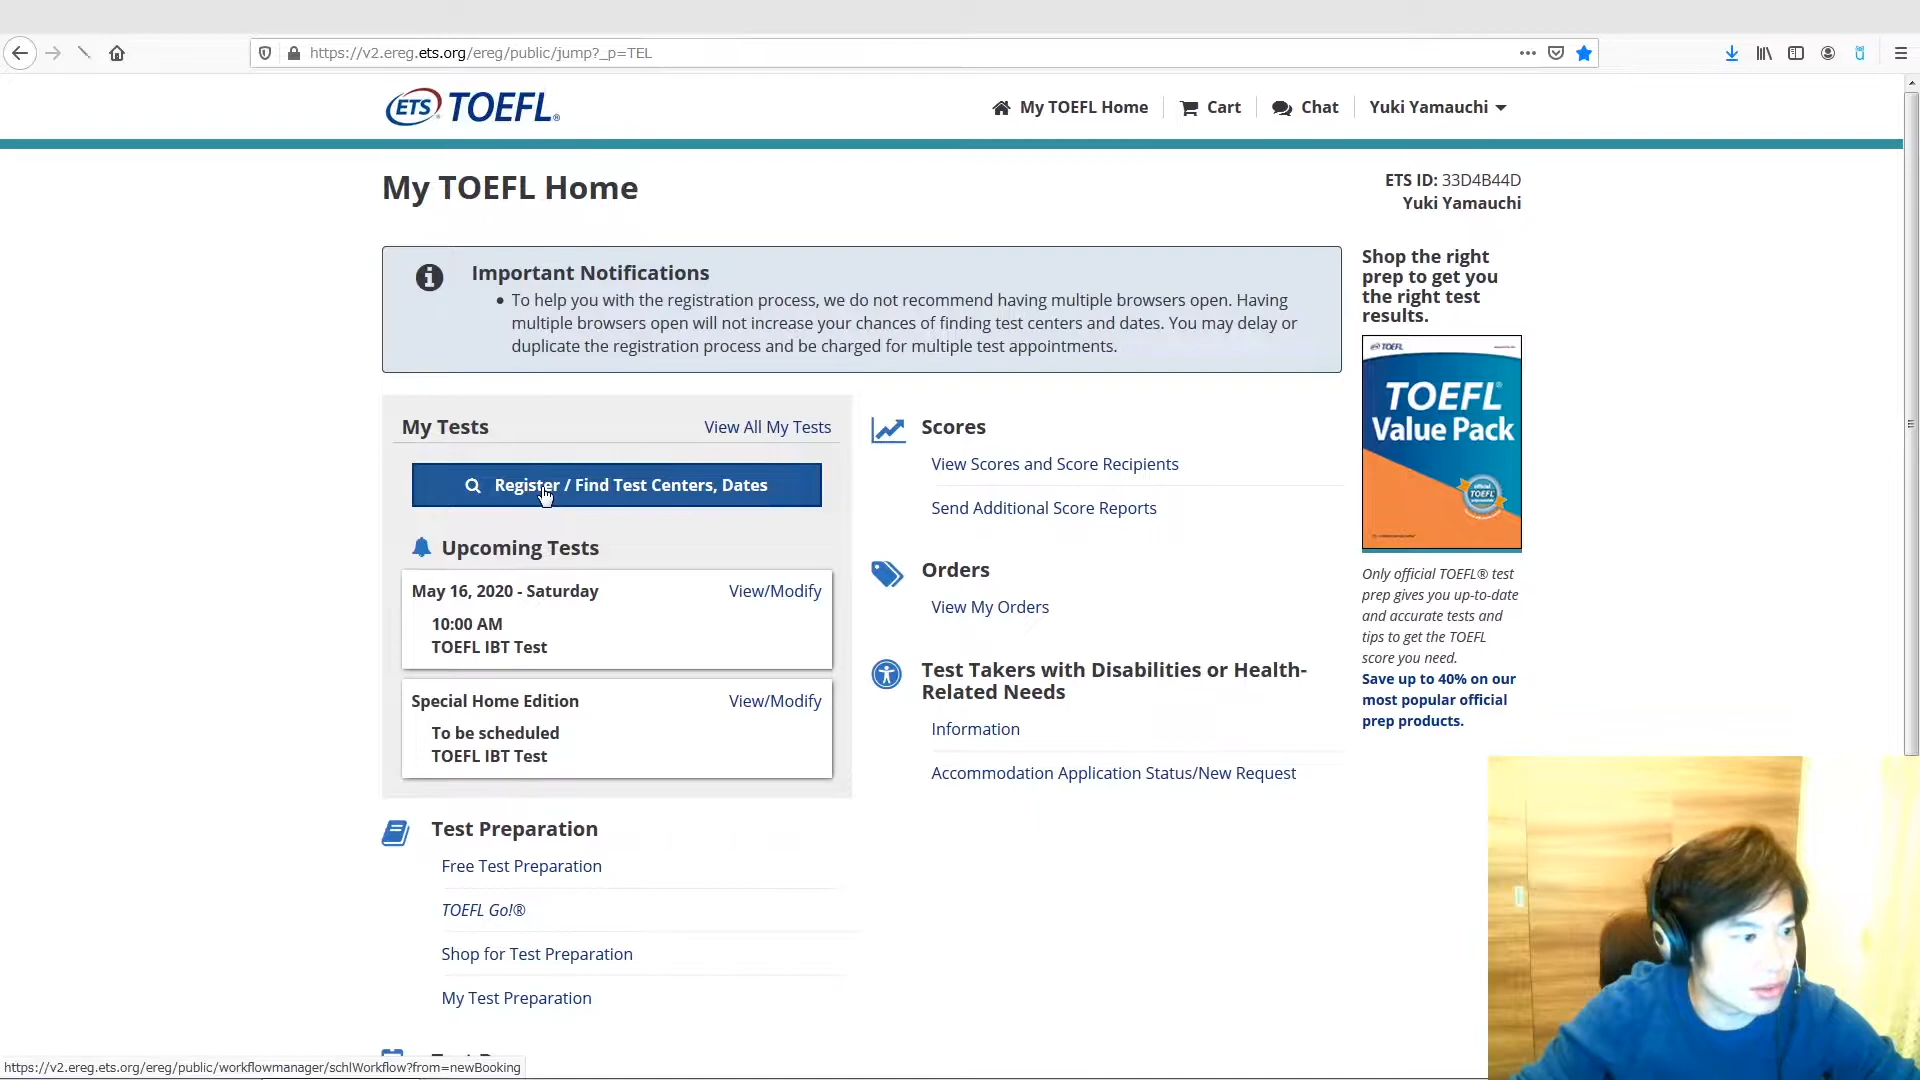 https://v2.ereg.ets.org/ereg/public/jump?_p=TEL
ETS TOEFL®
My TOEFL Home
Cart
Chat
Yuki Yamauchi
My TOEFL Home
ETS ID: 33D4B44D
Yuki Yamauchi
Important Notifications
• To help you with the registration process, we do not recommend having multiple browsers open. Having
multiple browsers open will not increase your chances of finding test centers and dates. You may delay or
duplicate the registration process and be charged for multiple test appointments.
My Tests
View All My Tests
Register / Find Test Centers, Dates
Upcoming Tests
May 16, 2020 - Saturday
View/Modify
10:00 AM
TOEFL IBT Test
Special Home Edition
View/Modify
To be scheduled
TOEFL IBT Test
Test Preparation
Free Test Preparation
TOEFL Go!®
Shop for Test Preparation
My Test Preparation
Scores
View Scores and Score Recipients
Send Additional Score Reports
Orders
View My Orders
Test Takers with Disabilities or Health-
Related Needs
Information
Accommodation Application Status/New Request
Shop the right
prep to get you
the right test
results.
TOEFL
TOEFL®
Value Pack
TOEFL
Only official TOEFL® test
prep gives you up-to-date
and accurate tests and
tips to get the TOEFL
score you need.
Save up to 40% on our
most popular official
prep products.
https://v2.ereg.ets.org/ereg/public/workflowmanager/schlWorkflow?from=newBooking